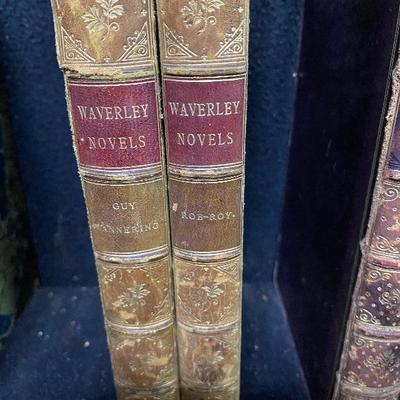 WAVERLEY
NOVELS
GUY
MANNERING
WAVERLEY
NOVELS
ROB-ROY.